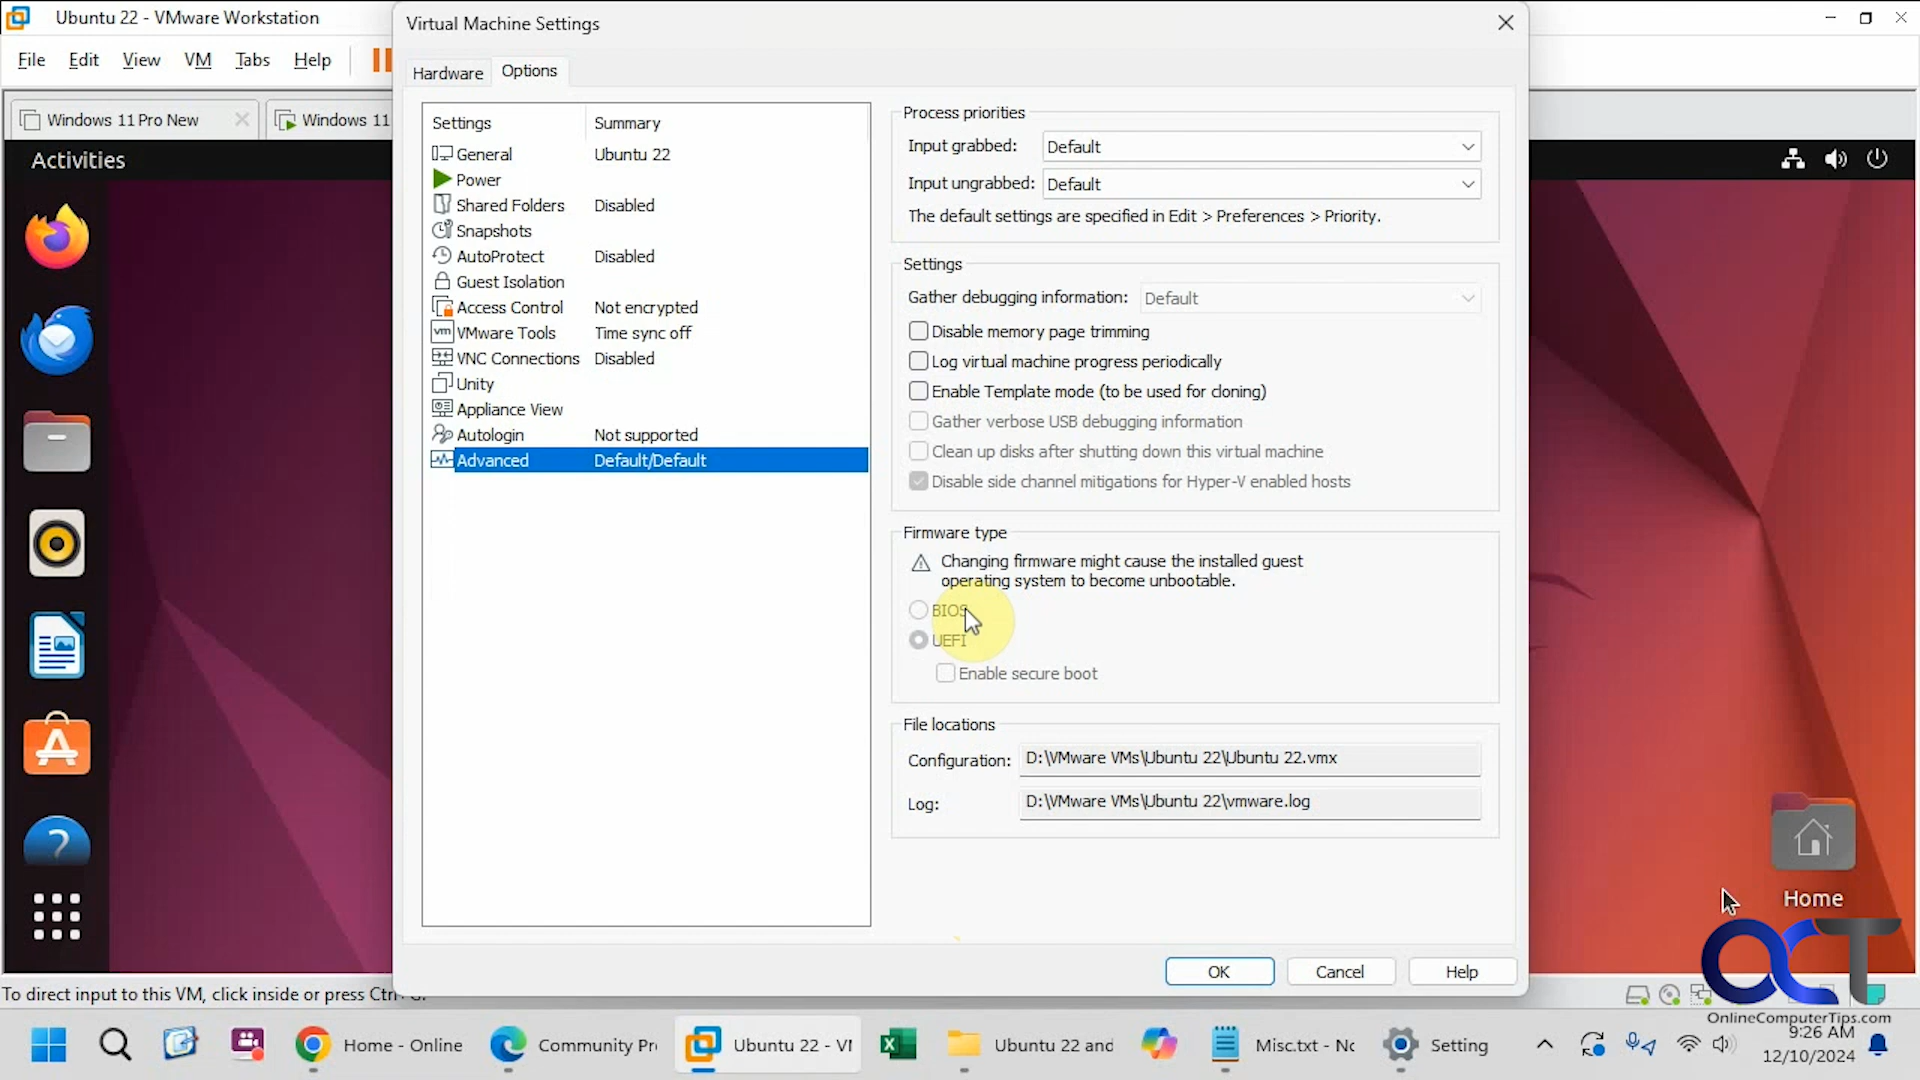 Ubuntu 22 - VMware Workstation
Virtual Machine Settings
File Edit View VM Tabs Help
Hardware Options
Windows 11 Pro New
Windows 11
Activities
Settings Summary
General Ubuntu 22
Power
Shared Folders Disabled
Snapshots
AutoProtect Disabled
Guest Isolation
Access Control Not encrypted
vm VMware Tools Time sync off
VNC Connections Disabled
Unity
Appliance View
Autologin Not supported
Advanced Default/Default
Process priorities
Input grabbed: Default
Input ungrabbed: Default
The default settings are specified in Edit > Preferences > Priority.
Settings
Gather debugging information: Default
Disable memory page trimming
Log virtual machine progress periodically
Enable Template mode (to be used for cloning)
Gather verbose USB debugging information
Clean up disks after shutting down this virtual machine
Disable side channel mitigations for Hyper-V enabled hosts
Firmware type
Changing firmware might cause the installed guest
operating system to become unbootable.
BIOS
UEFI
Enable secure boot
File locations
Configuration: D:\VMware VMs\Ubuntu 22\Ubuntu 22.vmx
Log: D:\VMware VMs\Ubuntu 22\vmware.log
Home
OK Cancel Help
To direct input to this VM, click inside or press Ctrl+G.
OCT
OnlineComputerTips.com
Home - Online
Community Pr
Ubuntu 22 - VM
Ubuntu 22 and
Misc.txt - No
Setting
9:26 AM
12/10/2024